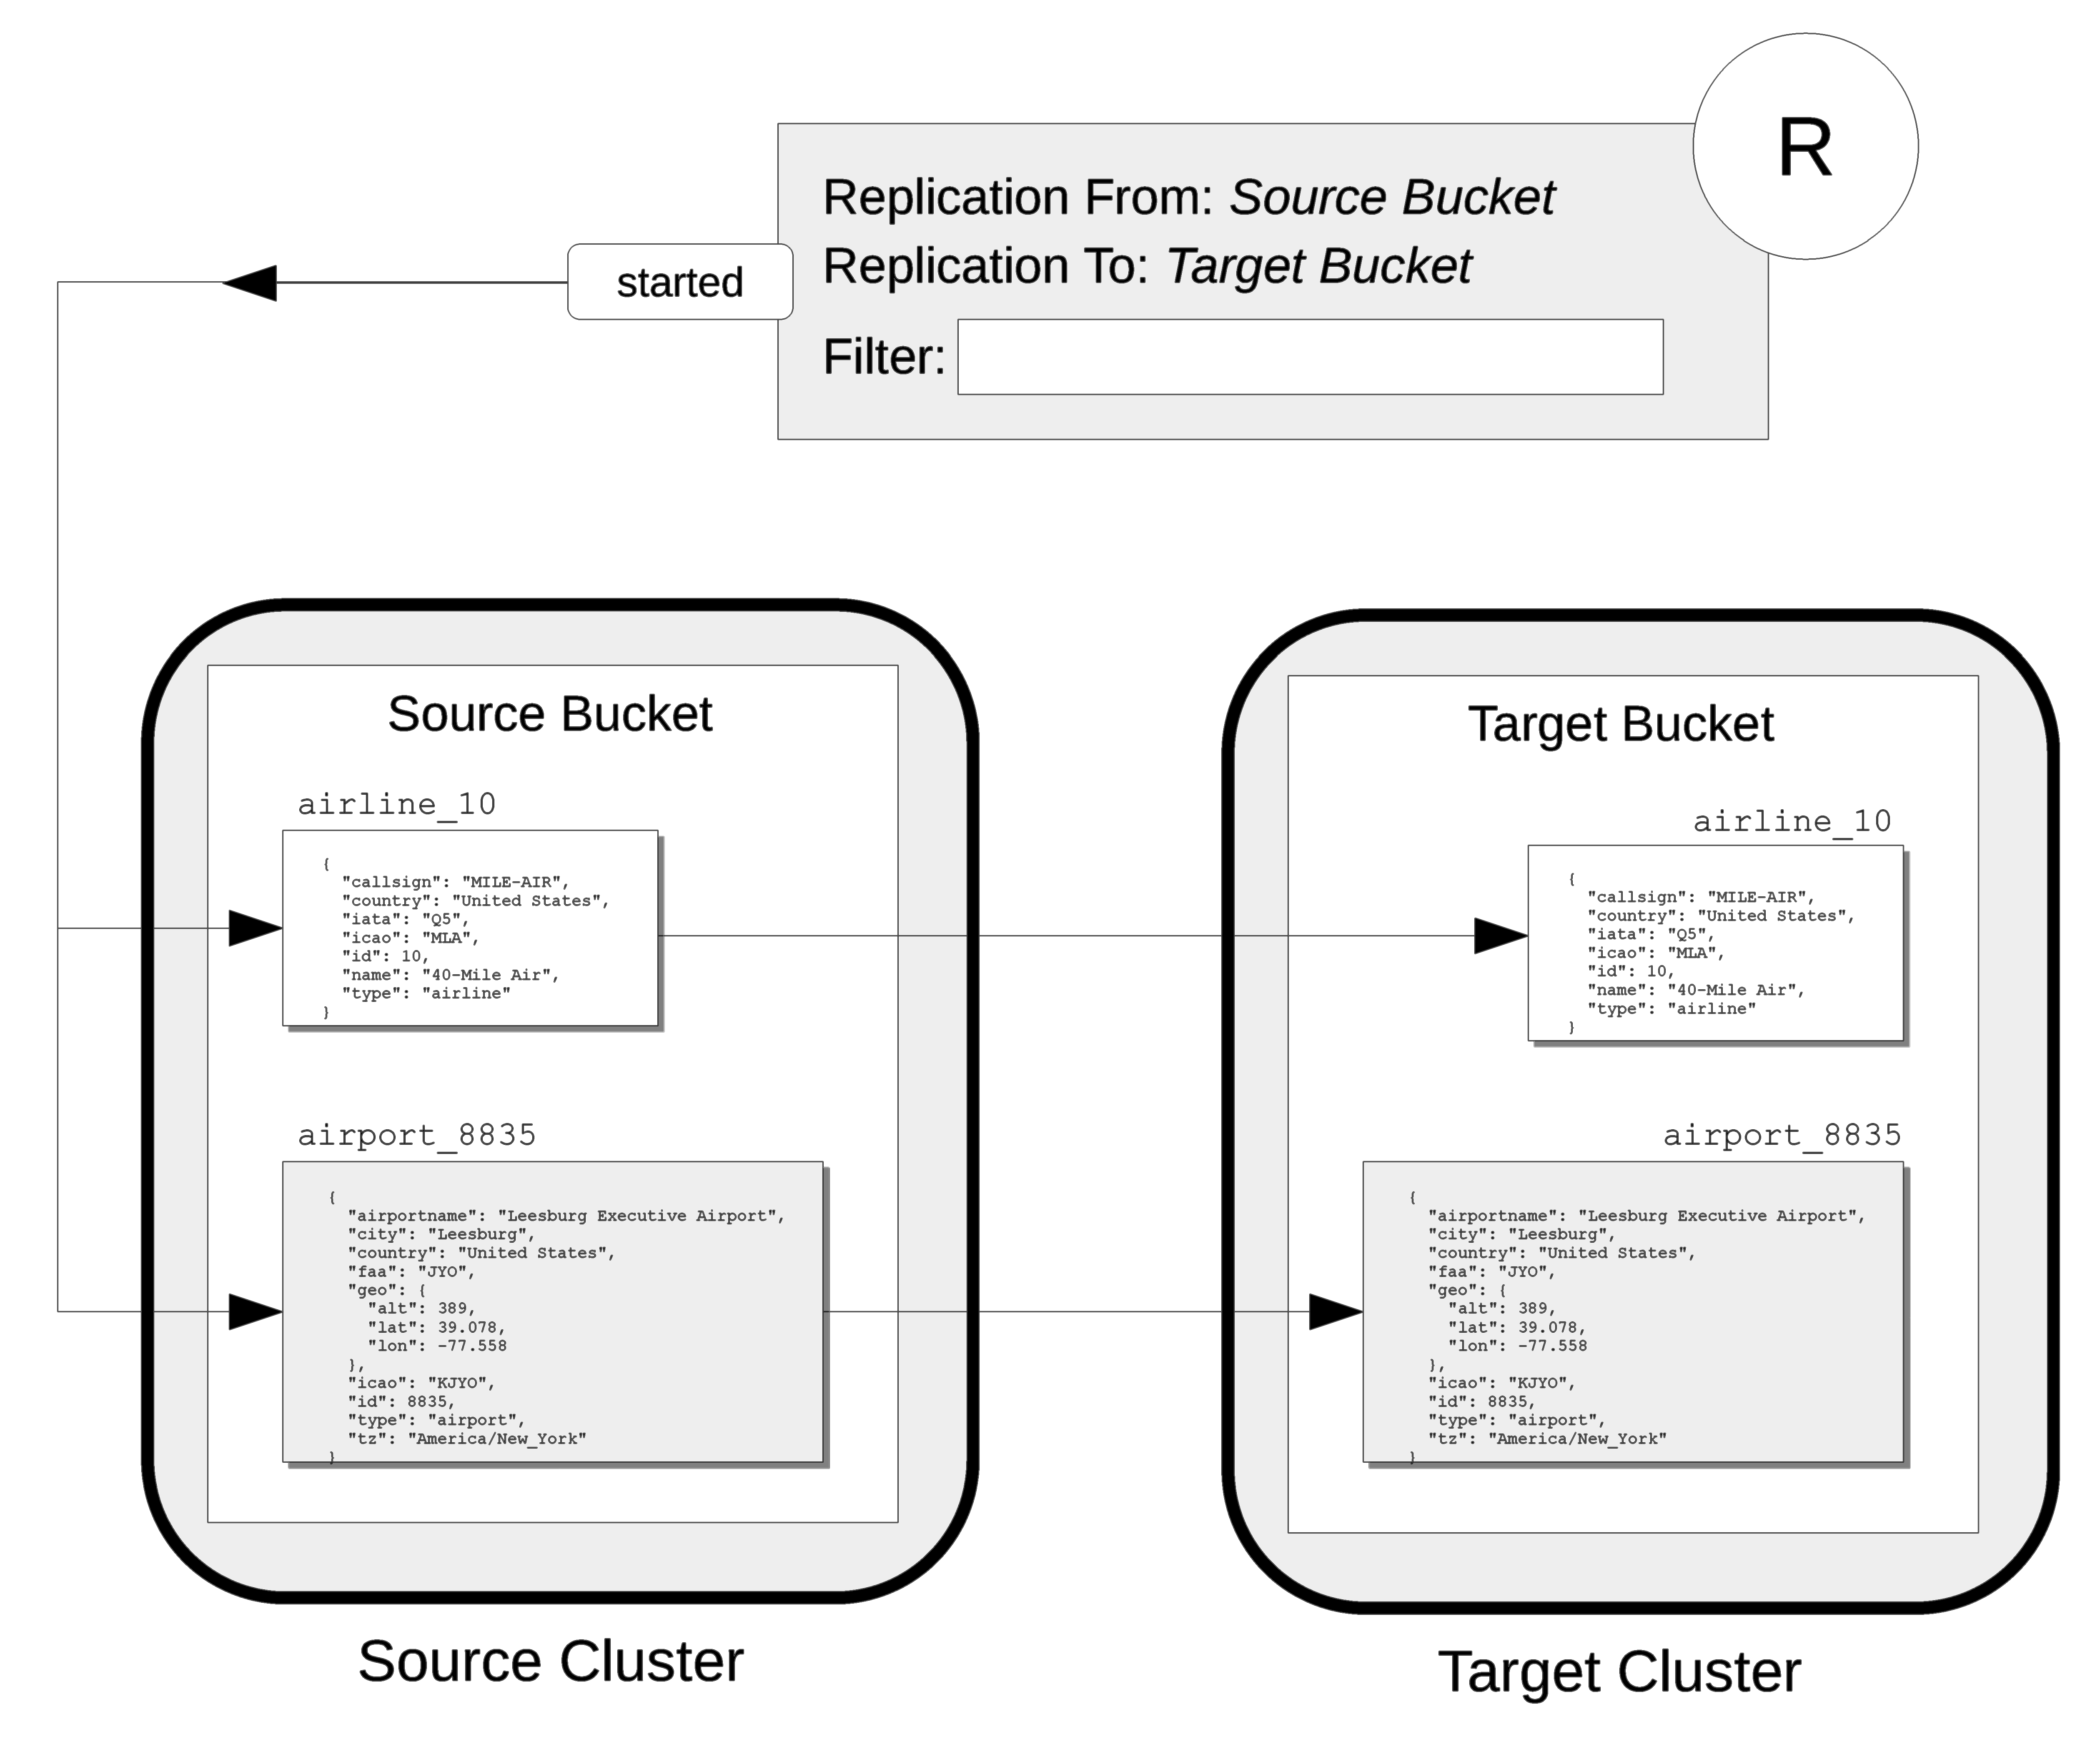 R
Replication From: Source Bucket
Replication To: Target Bucket
started
Filter:
Source Bucket
airline_10
{
"callsign": "MILE-AIR",
"country": "United States",
"iata": "Q5",
"icao": "MLA",
"id": 10,
"name": "40-Mile Air",
"type": "airline"
}
airport_8835
{
"airportname": "Leesburg Executive Airport",
"city": "Leesburg",
"country": "United States",
"faa": "JYO",
"geo": {
"alt": 389,
"lat": 39.078,
"lon": -77.558
},
"icao": "KJYO",
"id": 8835,
"type": "airport",
"tz": "America/New_York"
}
Source Cluster
Target Bucket
airline_10
{
"callsign": "MILE-AIR",
"country": "United States",
"iata": "Q5",
"icao": "MLA",
"id": 10,
"name": "40-Mile Air",
"type": "airline"
}
airport_8835
{
"airportname": "Leesburg Executive Airport",
"city": "Leesburg",
"country": "United States",
"faa": "JYO",
"geo": {
"alt": 389,
"lat": 39.078,
"lon": -77.558
},
"icao": "KJYO",
"id": 8835,
"type": "airport",
"tz": "America/New_York"
}
Target Cluster